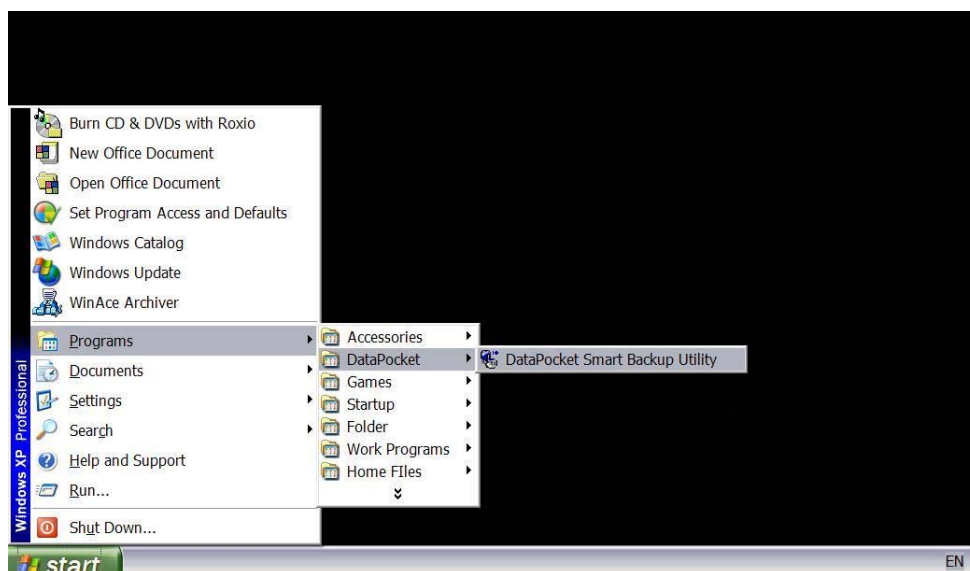 Burn CD & DVDs with Roxio
New Office Document
Open Office Document
Set Program Access and Defaults
Windows Catalog
Windows Update
WinAce Archiver
Programs
Documents
Settings
Search
Help and Support
Run...
Shut Down...
Windows XP Professional
Accessories
DataPocket
Games
Startup
Folder
Work Programs
Home FIles
DataPocket Smart Backup Utility
start
EN